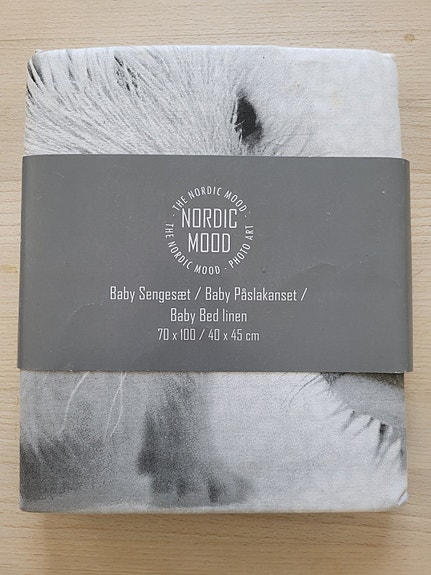 · THE NORDIC MOOD ·
NORDIC
MOOD
THE NORDIC MOOD · PHOTO ART
Baby Sengesæt / Baby Påslakanset /
Baby Bed linen
70 x 100 / 40 x 45 cm